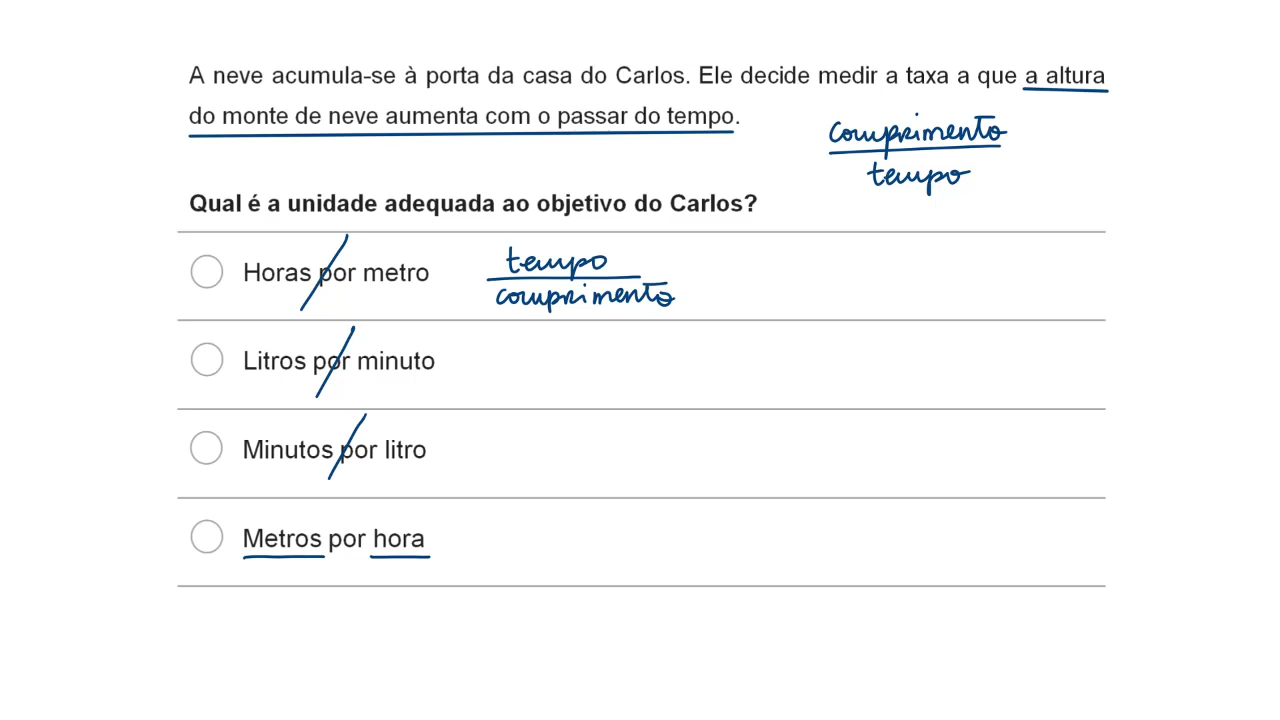 A neve acumula-se à porta da casa do Carlos. Ele decide medir a taxa a que a altura
do monte de neve aumenta com o passar do tempo.
comprimento
tempo
Qual é a unidade adequada ao objetivo do Carlos?
Horas por metro
tempo
comprimento
Litros por minuto
Minutos por litro
Metros por hora